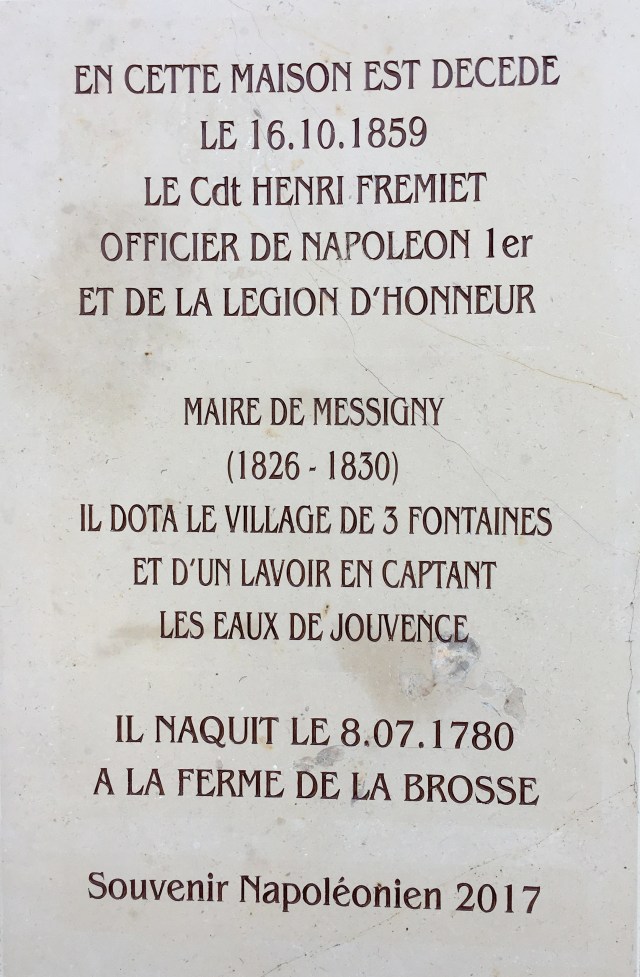 EN CETTE MAISON EST DECEDE
LE 16.10.1859
LE Cdt HENRI FREMIET
OFFICIER DE NAPOLEON 1er
ET DE LA LEGION D'HONNEUR
MAIRE DE MESSIGNY
(1826 - 1830)
IL DOTA LE VILLAGE DE 3 FONTAINES
ET D'UN LAVOIR EN CAPTANT
LES EAUX DE JOUVENCE
IL NAQUIT LE 8.07.1780
A LA FERME DE LA BROSSE
Souvenir Napoléonien 2017